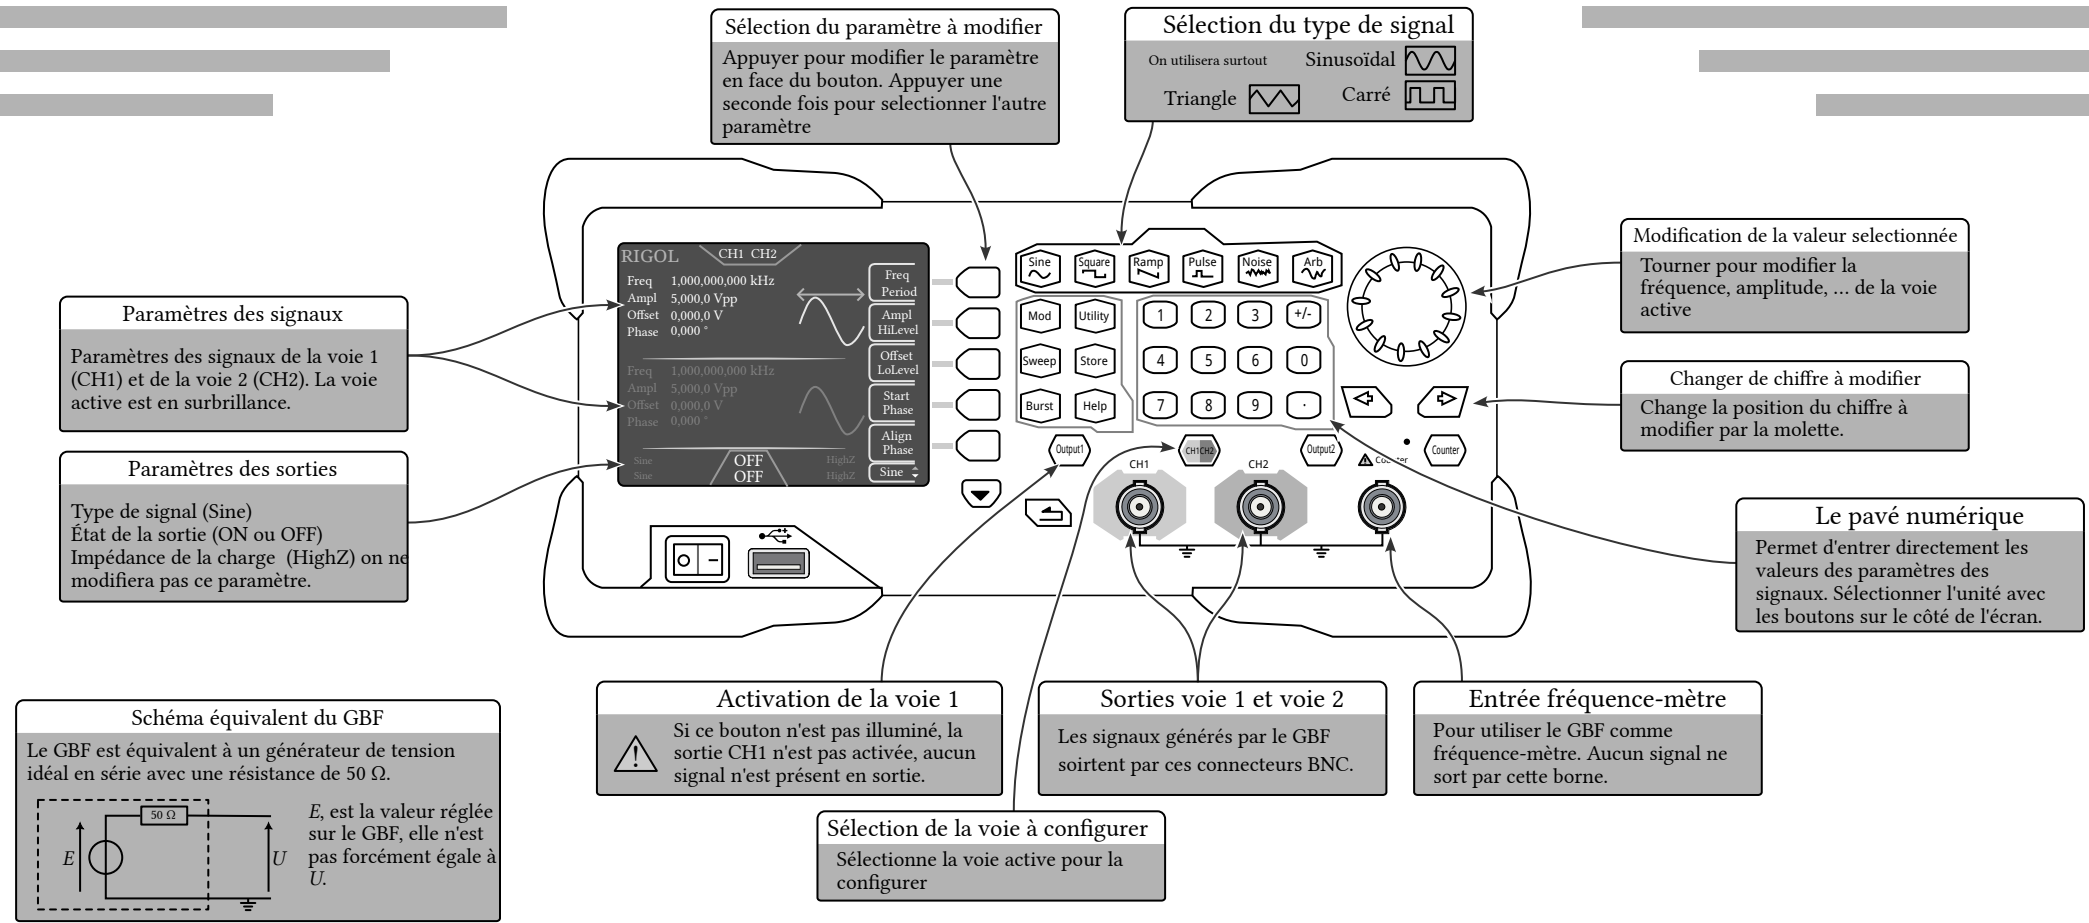 Sélection du paramètre à modifier
Appuyer pour modifier le paramètre
en face du bouton. Appuyer une
seconde fois pour selectionner l'autre
paramètre
Sélection du type de signal
On utilisera surtout
Sinusoïdal
Triangle
Carré
Modification de la valeur selectionnée
Tourner pour modifier la
fréquence, amplitude, ... de la voie
active
Changer de chiffre à modifier
Change la position du chiffre à
modifier par la molette.
Le pavé numérique
Permet d'entrer directement les
valeurs des paramètres des
signaux. Sélectionner l'unité avec
les boutons sur le côté de l'écran.
Paramètres des signaux
Paramètres des signaux de la voie 1
(CH1) et de la voie 2 (CH2). La voie
active est en surbrillance.
Paramètres des sorties
Type de signal (Sine)
État de la sortie (ON ou OFF)
Impédance de la charge (HighZ) on ne
modifiera pas ce paramètre.
RIGOL CH1 CH2
Freq 1,000,000,000 kHz
Ampl 5,000,0 Vpp
Offset 0,000,0 V
Phase 0,000 °
Freq 1,000,000,000 kHz
Ampl 5,000,0 Vpp
Offset 0,000,0 V
Phase 0,000 °
Sine OFF HighZ
Sine OFF HighZ
Freq
Period
Ampl
HiLevel
Offset
LoLevel
Start
Phase
Align
Phase
Sine
Sine Square Ramp Pulse Noise Arb
Mod Utility
Sweep Store
Burst Help
1 2 3 +/-
4 5 6 0
7 8 9 .
Output1 CH1CH2 Output2 Counter
CH1 CH2 Counter
Activation de la voie 1
Si ce bouton n'est pas illuminé, la
sortie CH1 n'est pas activée, aucun
signal n'est présent en sortie.
Sorties voie 1 et voie 2
Les signaux générés par le GBF
soirtent par ces connecteurs BNC.
Entrée fréquence-mètre
Pour utiliser le GBF comme
fréquence-mètre. Aucun signal ne
sort par cette borne.
Sélection de la voie à configurer
Sélectionne la voie active pour la
configurer
Schéma équivalent du GBF
Le GBF est équivalent à un générateur de tension
idéal en série avec une résistance de 50 Ω.
50 Ω
E
U
E, est la valeur réglée
sur le GBF, elle n'est
pas forcément égale à
U.